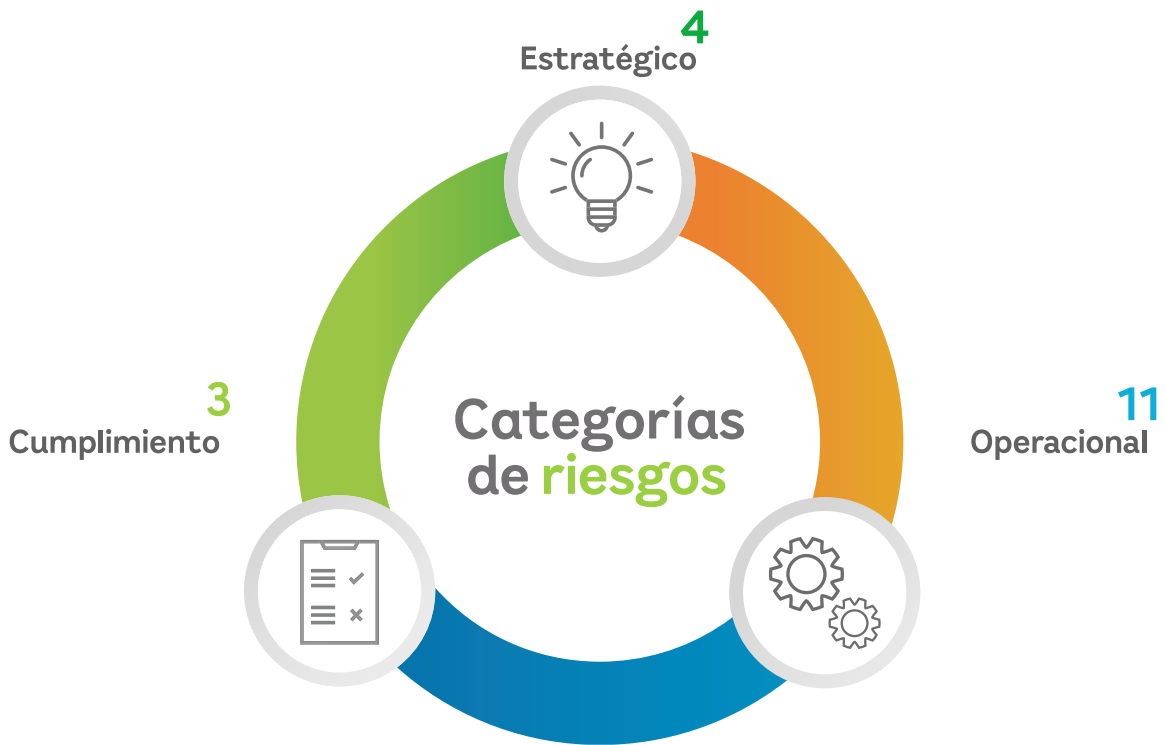 4
Estratégico
3
Cumplimiento
Categorías
de riesgos
11
Operacional